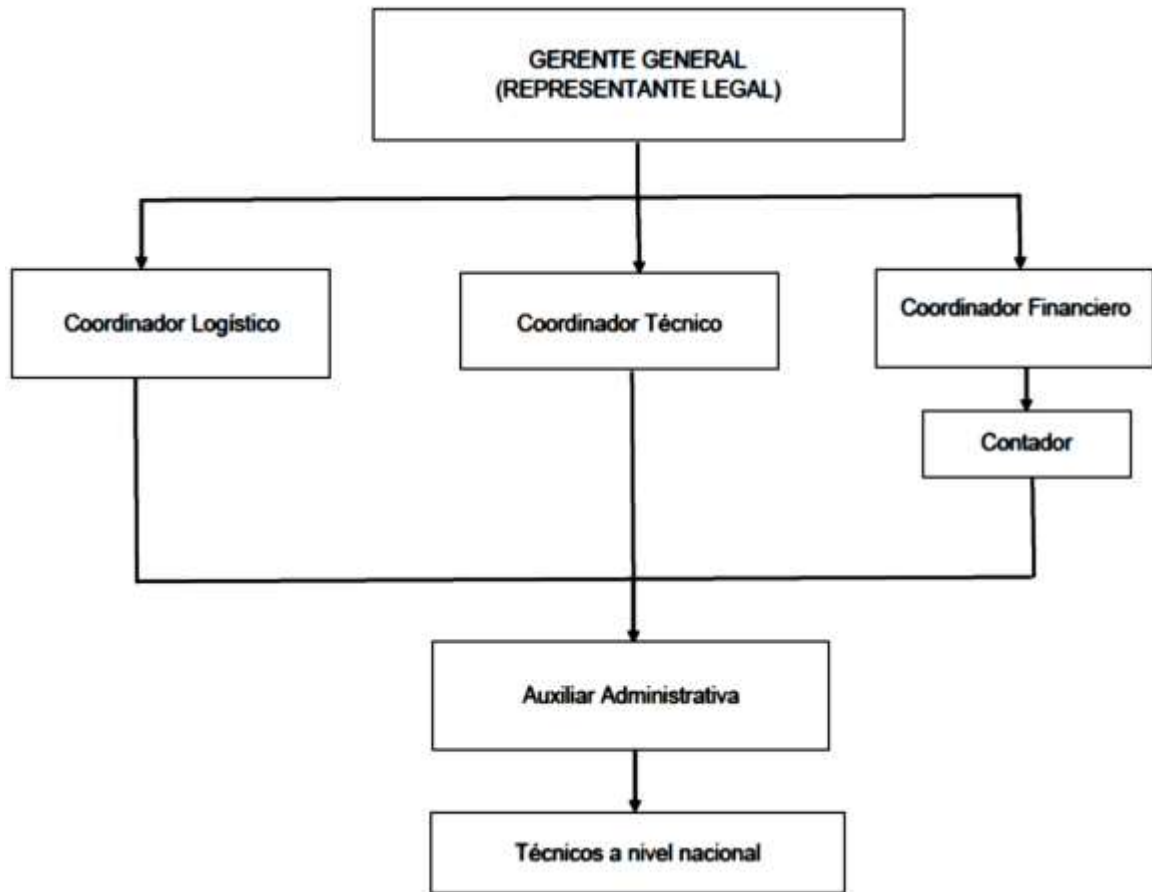 GERENTE GENERAL
(REPRESENTANTE LEGAL)
Coordinador Logístico
Coordinador Técnico
Coordinador Financiero
Contador
Auxiliar Administrativa
Técnicos a nivel nacional